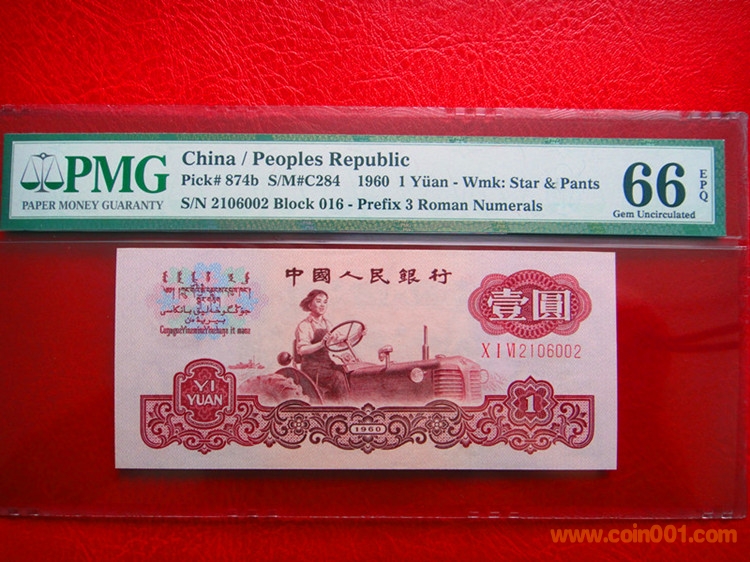 PMG
PAPER MONEY GUARANTY
China / Peoples Republic
Pick# 874b S/M#C284 1960 1 Yüan - Wmk: Star & Pants
S/N 2106002 Block 016 - Prefix 3 Roman Numerals
66
EPQ
Gem Uncirculated
中國人民銀行
壹圓
X I VI 2106002
YI
YUAN
1960
1
www.coin001.com